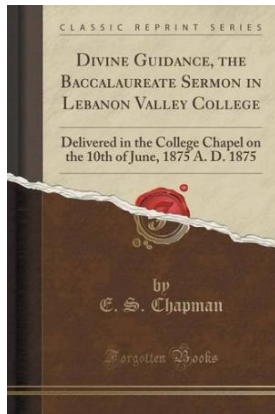 CLASSIC REPRINT SERIES
DIVINE GUIDANCE, THE
BACCALAUREATE SERMON IN
LEBANON VALLEY COLLEGE
Delivered in the College Chapel on
the 10th of June, 1875 A. D. 1875
by
E. S. Chapman
Forgotten Books